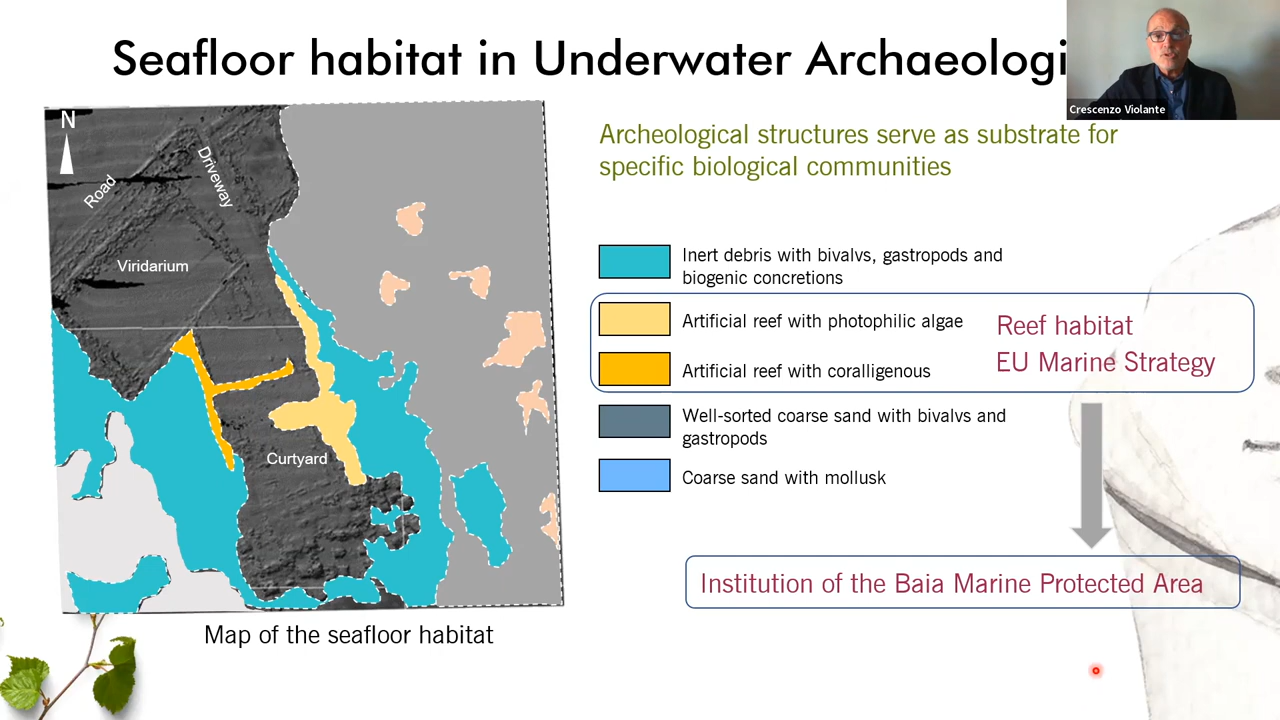 Seafloor habitat in Underwater Archaeologi
Crescenzo Violante
N
Road
Driveway
Viridarium
Curtyard
Map of the seafloor habitat
Archeological structures serve as substrate for
specific biological communities
Inert debris with bivalvs, gastropods and
biogenic concretions
Artificial reef with photophilic algae
Artificial reef with coralligenous
Reef habitat
EU Marine Strategy
Well-sorted coarse sand with bivalvs and
gastropods
Coarse sand with mollusk
Institution of the Baia Marine Protected Area